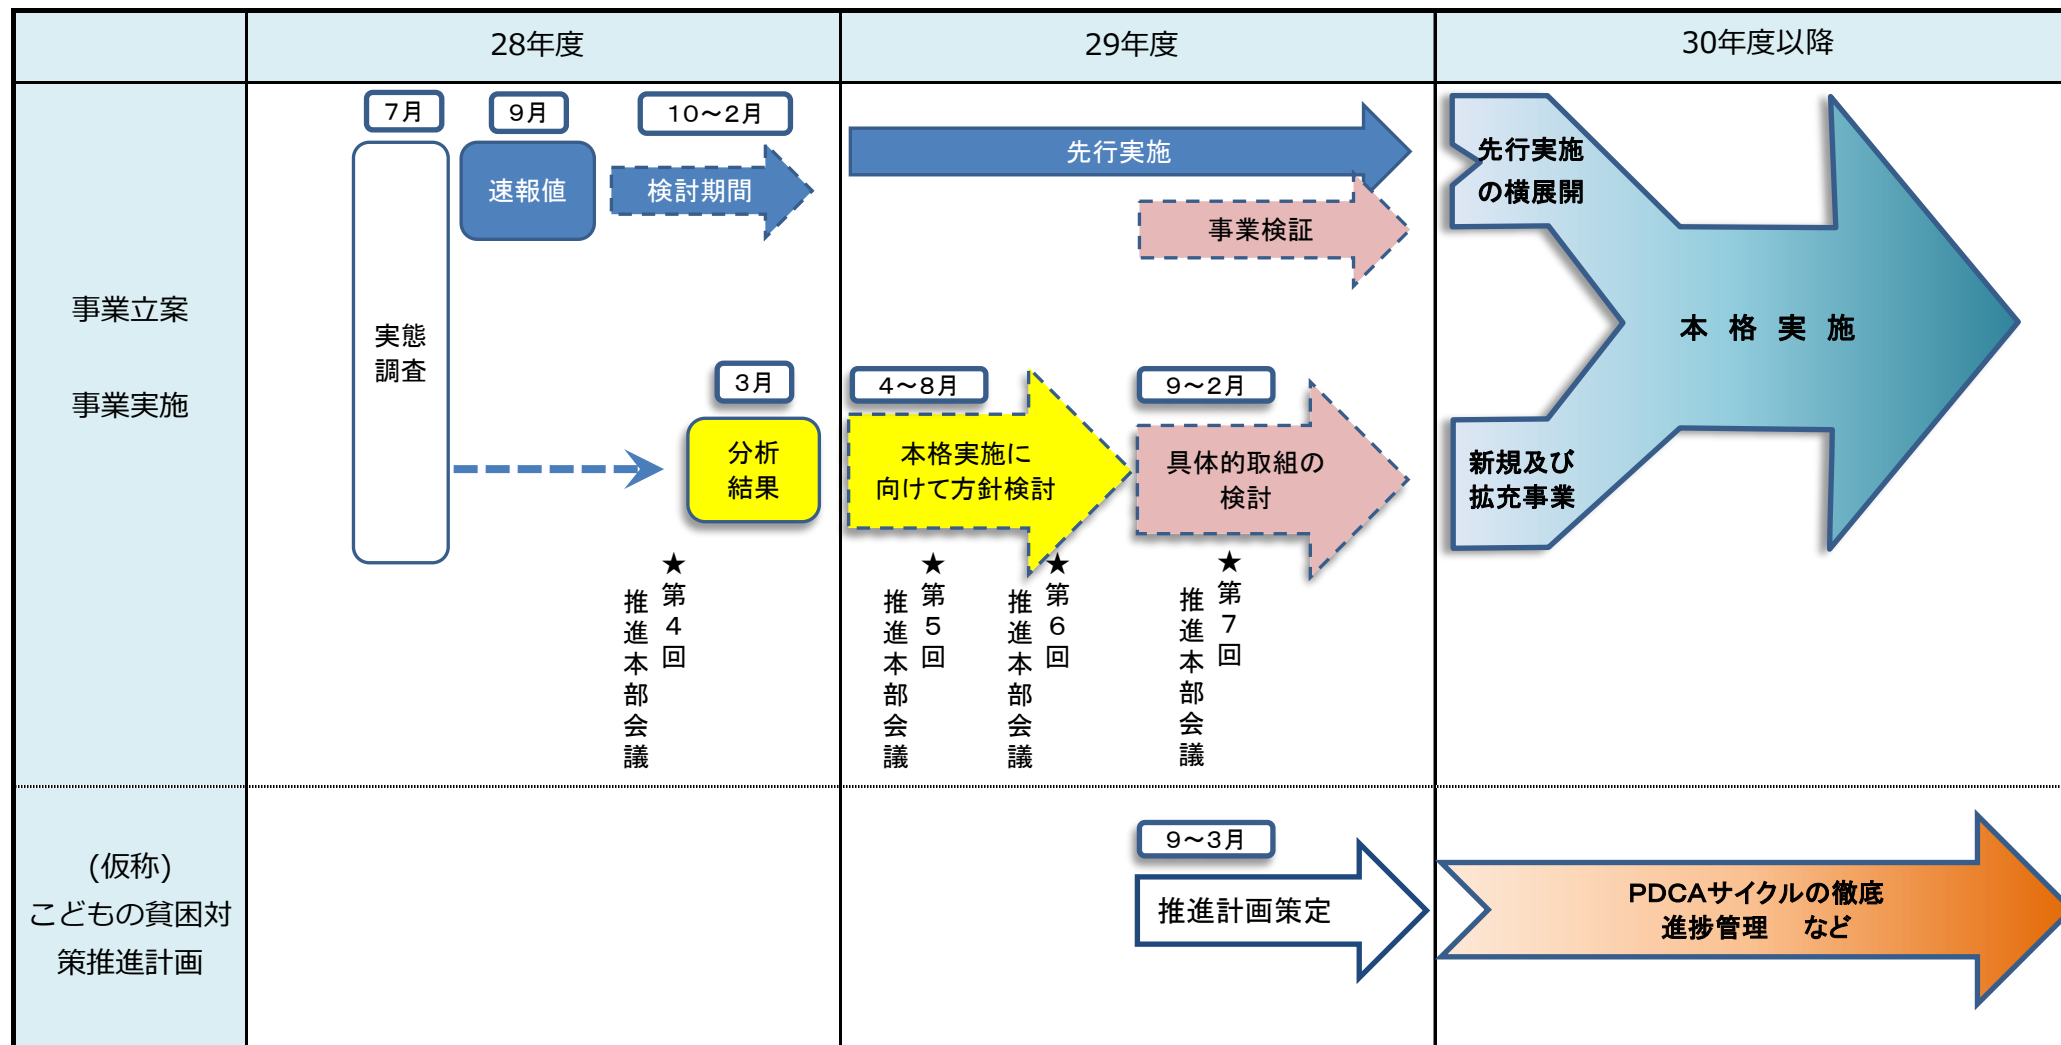 28年度
29年度
30年度以降
事業立案
事業実施
7月
9月
10～2月
実態
調査
速報値
検討期間
3月
分析
結果
★第4回
推進本部会議
先行実施
事業検証
4～8月
本格実施に
向けて方針検討
9～2月
具体的取組の
検討
★第5回
推進本部会議
★第6回
推進本部会議
★第7回
推進本部会議
先行実施
の横展開
本格実施
新規及び
拡充事業
(仮称)
こどもの貧困対
策推進計画
9～3月
推進計画策定
PDCAサイクルの徹底
進捗管理　など